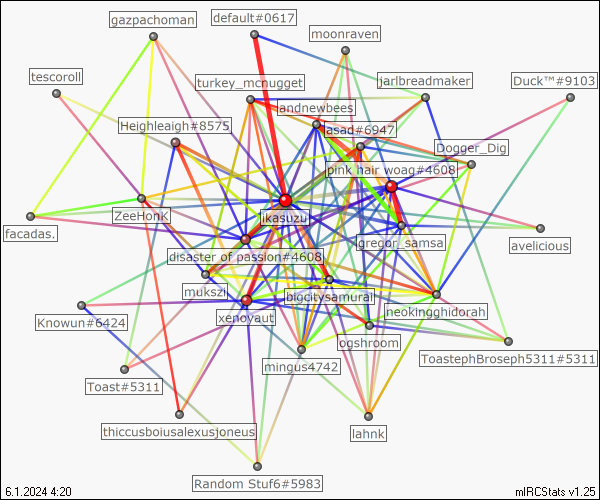 gazpachoman
default#0617
moonraven
tescoroll
turkey_mcnugget
jarlbreadmaker
Duck™#9103
landnewbees
Heighleaigh#8575
asad#6947
Dogger_Dig
pink hair woag#4608
ZeeHonk
jkasuzu
facadas.
gregor_samsa
avelicious
disaster of passion#4608
mukszi
bigcitysamurai
neokingghidorah
Knowun#6424
xenoyaut
ogshroom
ToastephBroseph5311#5311
mingus4742
Toast#5311
thiccusboiusalexusjoneus
lahnk
Random Stuf6#5983
6.1.2024 4:20
mIRCStats v1.25